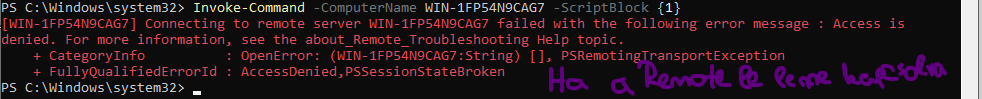 PS C:\Windows\system32> Invoke-Command -ComputerName WIN-1FP54N9CAG7 -ScriptBlock {1}
[WIN-1FP54N9CAG7] Connecting to remote server WIN-1FP54N9CAG7 failed with the following error message : Access is
denied. For more information, see the about_Remote_Troubleshooting Help topic.
    + CategoryInfo          : OpenError: (WIN-1FP54N9CAG7:String) [], PSRemotingTransportException
    + FullyQualifiedErrorId : AccessDenied,PSSessionStateBroken
Ha a Remote be lenne kapcsolva
PS C:\Windows\system32>